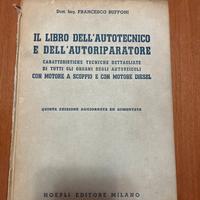 Dott. Ing. FRANCESCO BUFFONI
IL LIBRO DELL'AUTOTECNICO
E DELL'AUTORIPARATORE
CARATTERISTICHE TECNICHE DETTAGLIATE
DI TUTTI GLI ORGANI DEGLI AUTOVEICOLI
CON MOTORE A SCOPPIO E CON MOTORE DIESEL
QUINTA EDIZIONE AGGIORNATA ED AUMENTATA
HOEPLI EDITORE MILANO